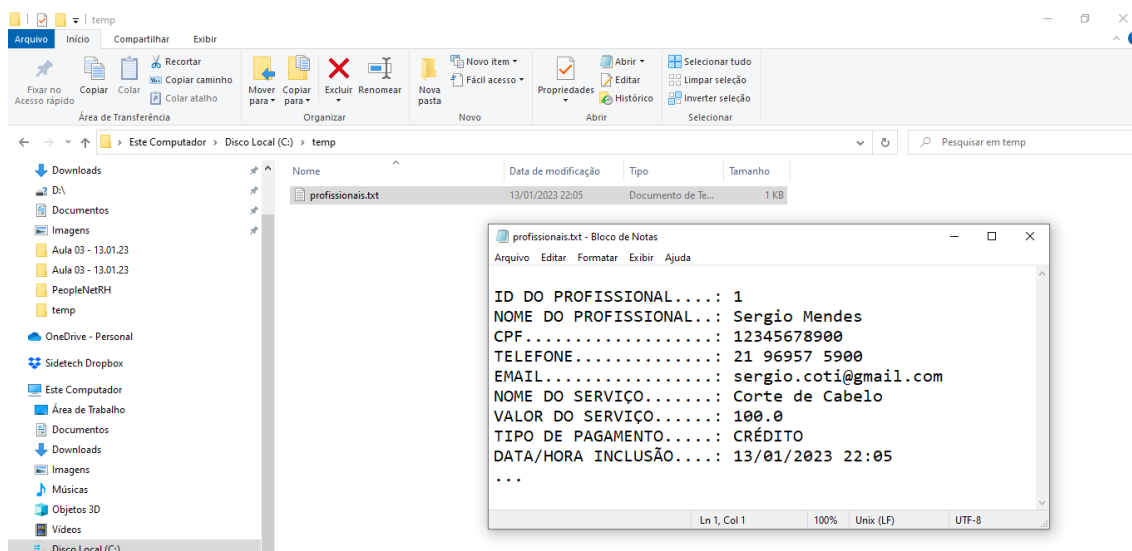 temp
Arquivo Início Compartilhar Exibir
Fixar no Acesso rápido
Copiar
Colar
Recortar
Copiar caminho
Colar atalho
Área de Transferência
Mover para
Copiar para
Excluir
Renomear
Organizar
Nova pasta
Novo item
Fácil acesso
Novo
Propriedades
Abrir
Editar
Histórico
Abrir
Selecionar tudo
Limpar seleção
Inverter seleção
Selecionar
Este Computador > Disco Local (C:) > temp
Pesquisar em temp
Downloads
D:\
Documentos
Imagens
Aula 03 - 13.01.23
Aula 03 - 13.01.23
PeopleNetRH
temp
OneDrive - Personal
Sidetech Dropbox
Este Computador
Área de Trabalho
Documentos
Downloads
Imagens
Músicas
Objetos 3D
Vídeos
Disco Local (C:)
Nome Data de modificação Tipo Tamanho
profissionais.txt 13/01/2023 22:05 Documento de Te... 1 KB
profissionais.txt - Bloco de Notas
Arquivo Editar Formatar Exibir Ajuda
ID DO PROFISSIONAL....: 1
NOME DO PROFISSIONAL..: Sergio Mendes
CPF...................: 12345678900
TELEFONE..............: 21 96957 5900
EMAIL.................: sergio.coti@gmail.com
NOME DO SERVIÇO.......: Corte de Cabelo
VALOR DO SERVIÇO......: 100.0
TIPO DE PAGAMENTO.....: CRÉDITO
DATA/HORA INCLUSÃO....: 13/01/2023 22:05
...
Ln 1, Col 1 100% Unix (LF) UTF-8